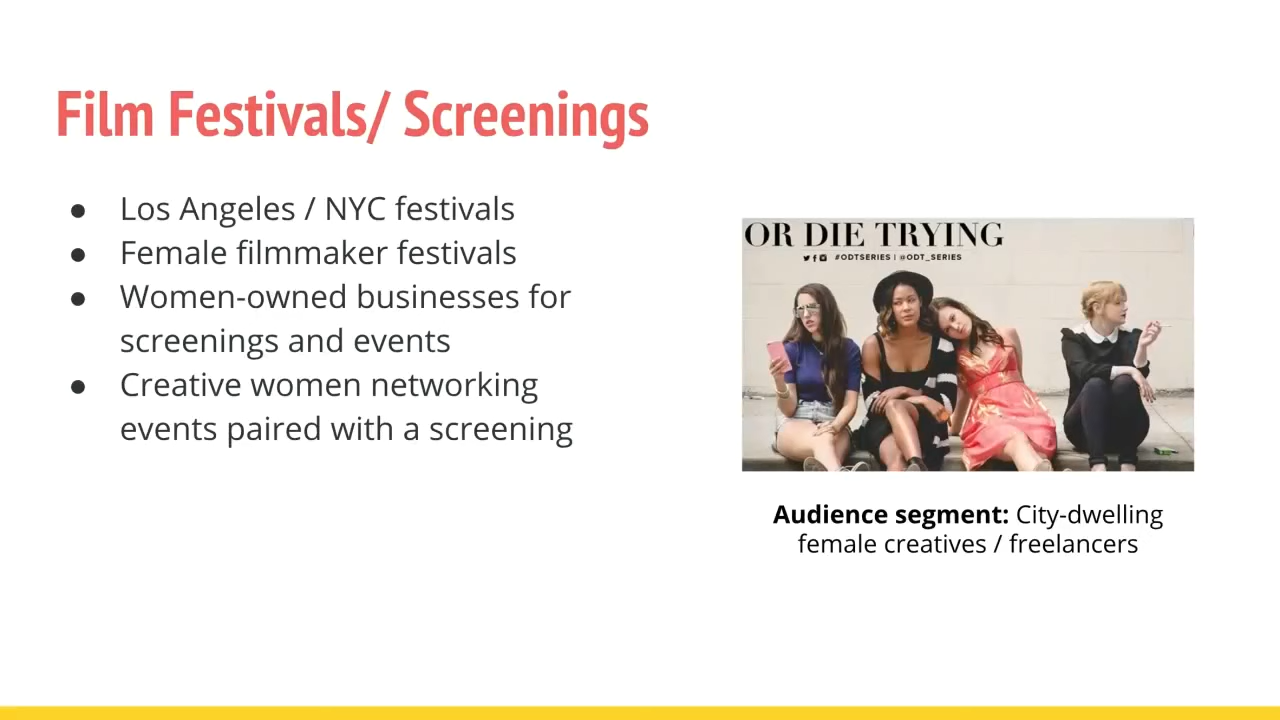 Film Festivals/ Screenings
● Los Angeles / NYC festivals
● Female filmmaker festivals
● Women-owned businesses for
screenings and events
● Creative women networking
events paired with a screening
OR DIE TRYING
#ODTSERIES | @ODT_SERIES
Audience segment: City-dwelling
female creatives / freelancers